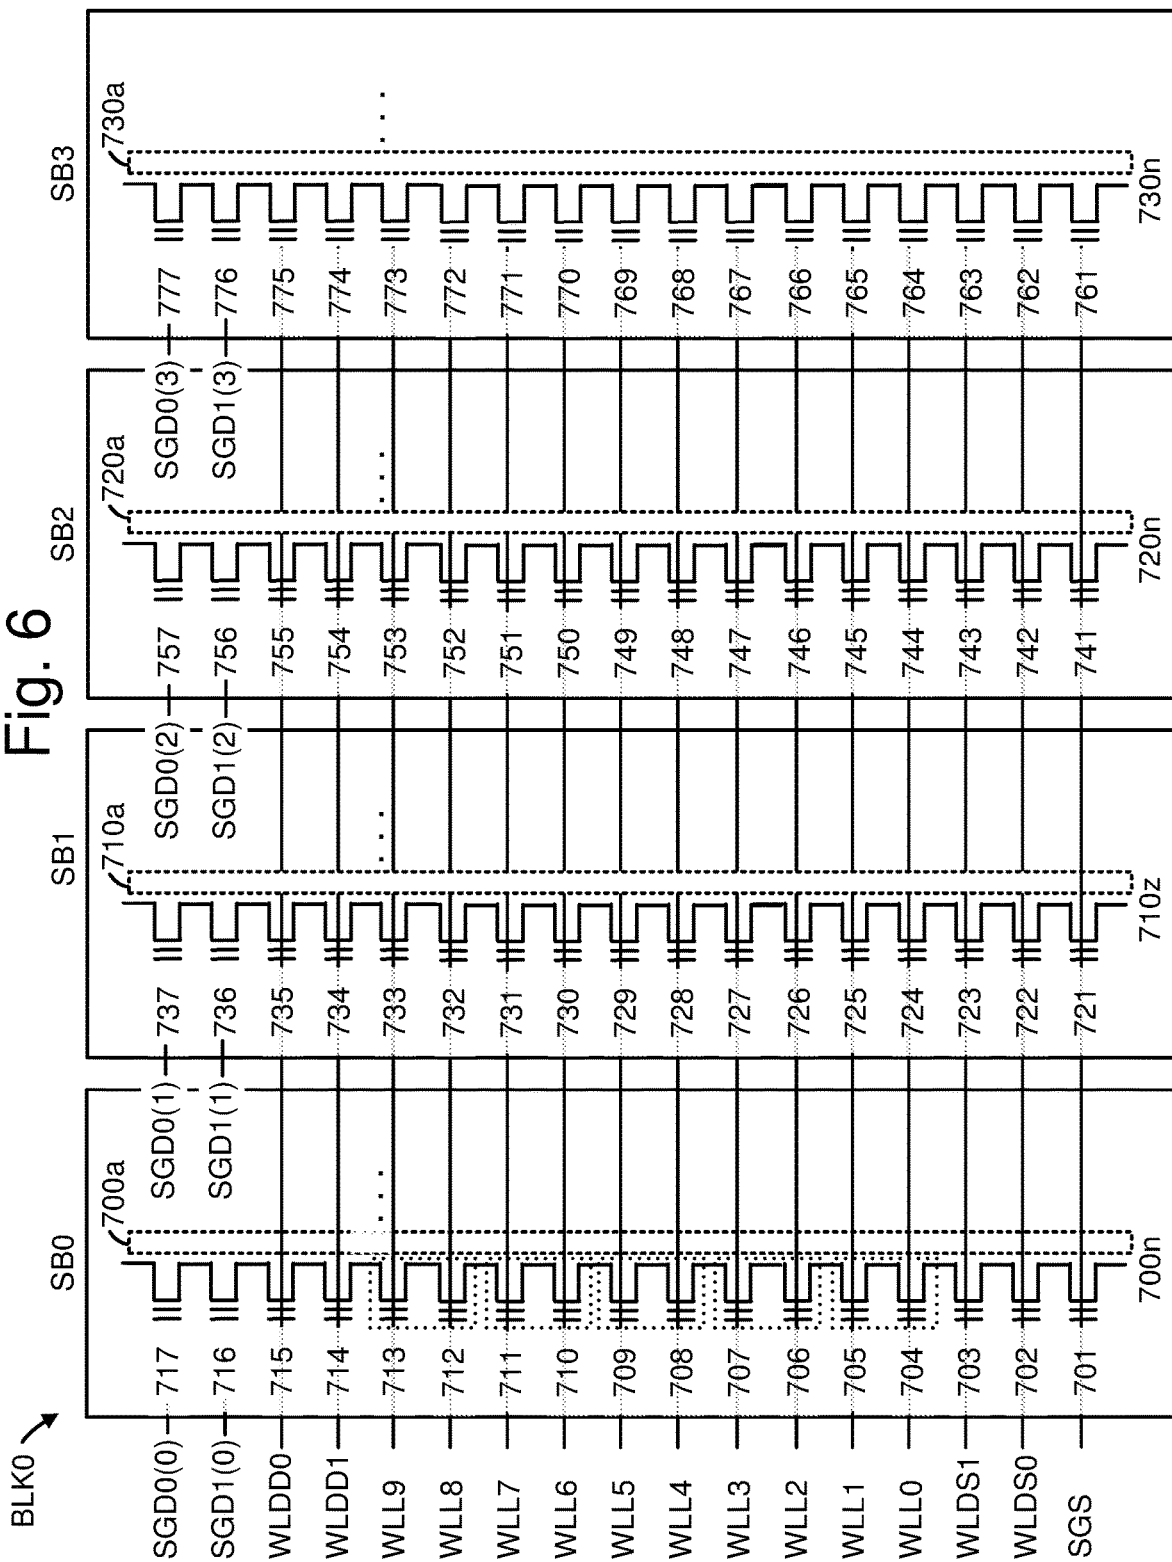 Fig. 6
BLK0
SB0 SB1 SB2 SB3
700a 710a 720a 730a
SGD0(0) 717 SGD0(1) 737 SGD0(2) 757 SGD0(3) 777
SGD1(0) 716 SGD1(1) 736 SGD1(2) 756 SGD1(3) 776
WLDD0 715 735 755 775
WLDD1 714 734 754 774
WLL9 713 733 753 773
WLL8 712 732 752 772
WLL7 711 731 751 771
WLL6 710 730 750 770
WLL5 709 729 749 769
WLL4 708 728 748 768
WLL3 707 727 747 767
WLL2 706 726 746 766
WLL1 705 725 745 765
WLL0 704 724 744 764
WLDS1 703 723 743 763
WLDS0 702 722 742 762
SGS 701 721 741 761
700n 710z 720n 730n